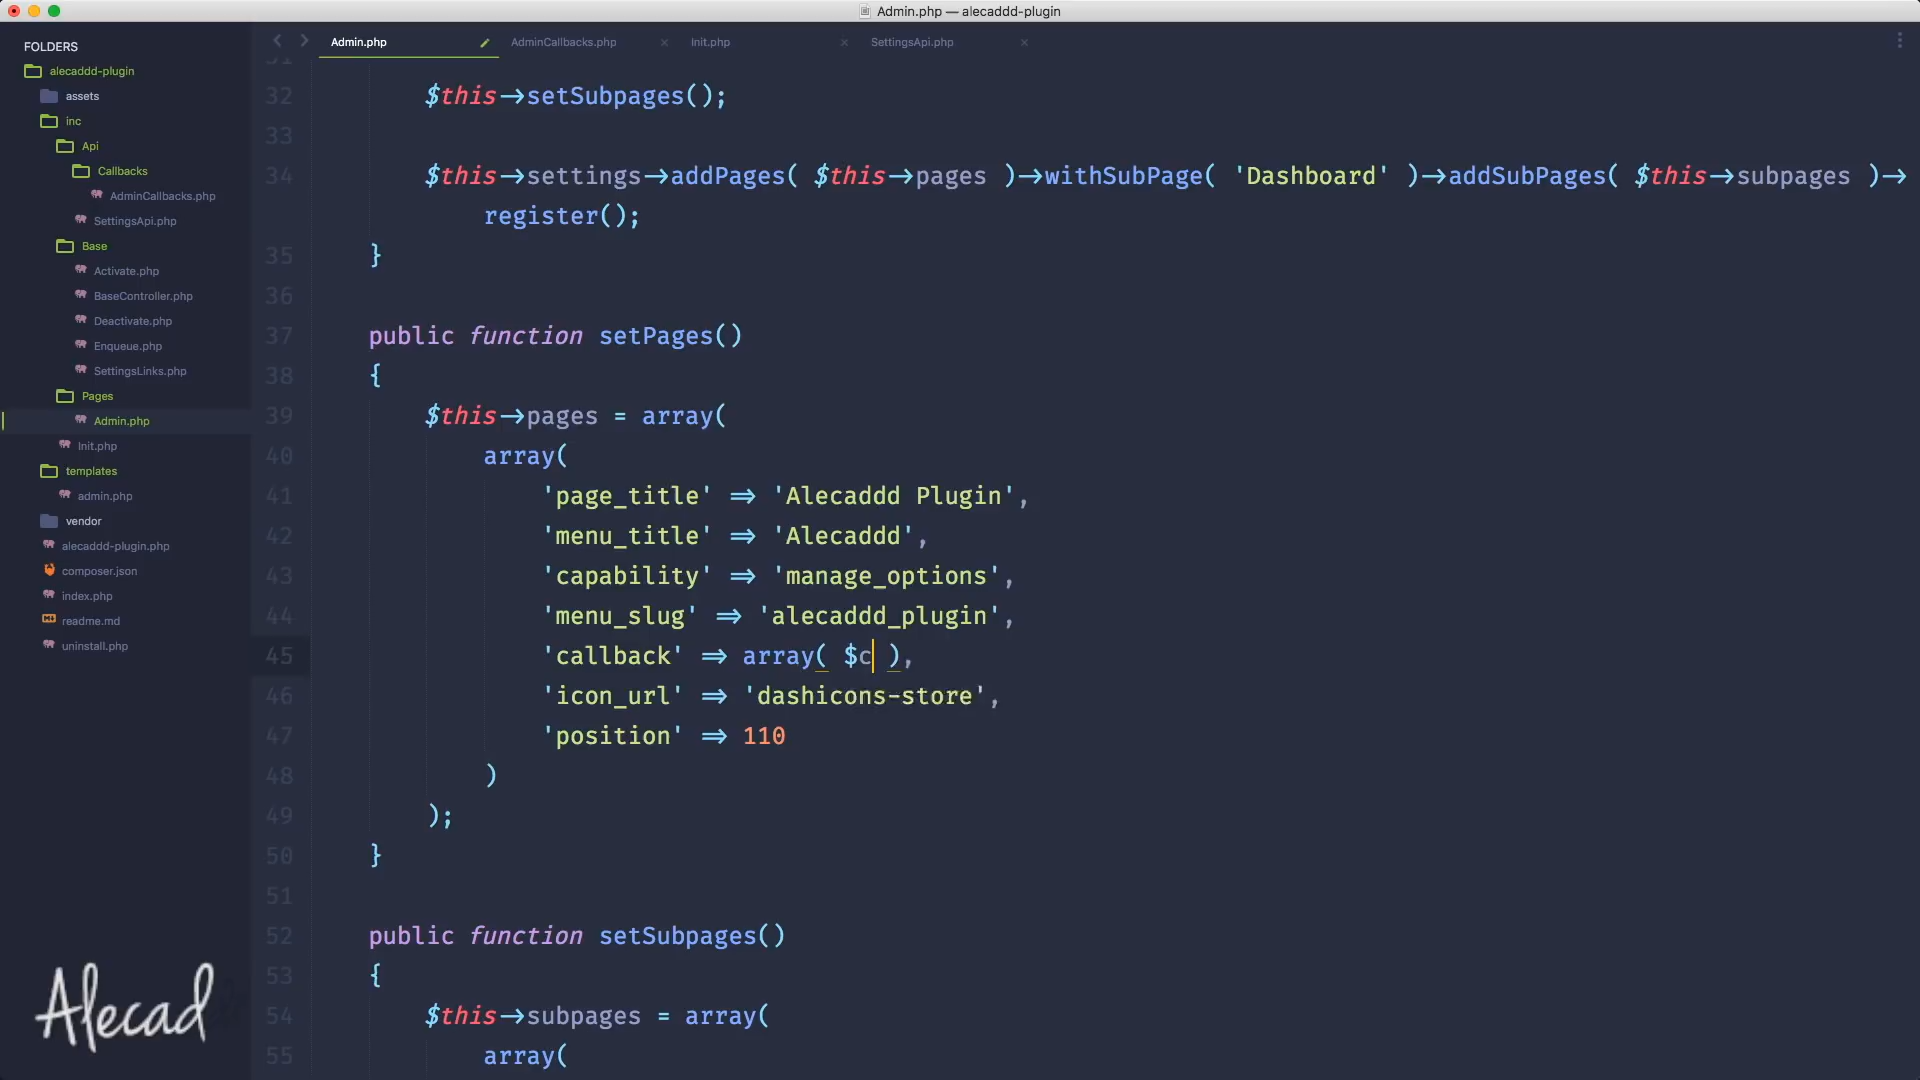 Admin.php — alecaddd-plugin
FOLDERS
alecaddd-plugin
assets
inc
Api
Callbacks
AdminCallbacks.php
SettingsApi.php
Base
Activate.php
BaseController.php
Deactivate.php
Enqueue.php
SettingsLinks.php
Pages
Admin.php
Init.php
templates
admin.php
vendor
alecaddd-plugin.php
composer.json
index.php
readme.md
uninstall.php
Alecad
Admin.php AdminCallbacks.php Init.php SettingsApi.php
31
32 $this->setSubpages();
33
34 $this->settings->addPages( $this->pages )->withSubPage( 'Dashboard' )->addSubPages( $this->subpages )->
register();
35 }
36
37 public function setPages()
38 {
39 $this->pages = array(
40 array(
41 'page_title' => 'Alecaddd Plugin',
42 'menu_title' => 'Alecaddd',
43 'capability' => 'manage_options',
44 'menu_slug' => 'alecaddd_plugin',
45 'callback' => array( $c ),
46 'icon_url' => 'dashicons-store',
47 'position' => 110
48 )
49 );
50 }
51
52 public function setSubpages()
53 {
54 $this->subpages = array(
55 array(